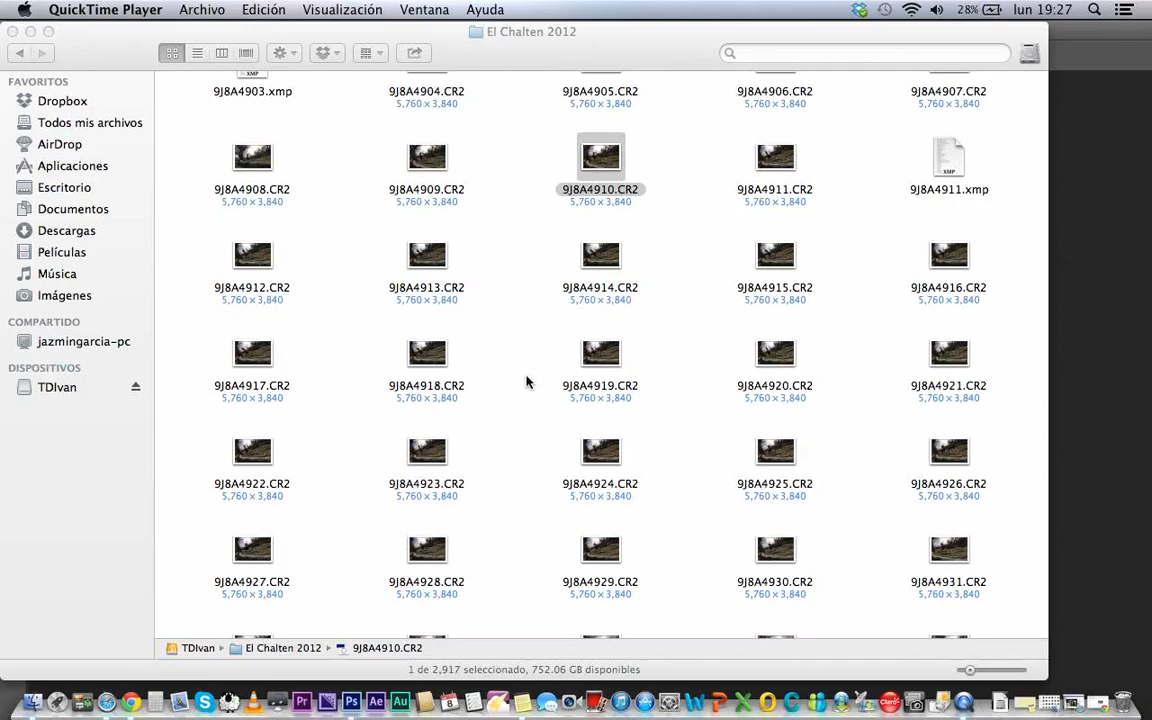 QuickTime Player Archivo Edición Visualización Ventana Ayuda 28% lun 19:27
El Chalten 2012
FAVORITOS
Dropbox
Todos mis archivos
AirDrop
Aplicaciones
Escritorio
Documentos
Descargas
Películas
Música
Imágenes
COMPARTIDO
jazmingarcia-pc
DISPOSITIVOS
TDIvan
XMP
9J8A4903.xmp 9J8A4904.CR2 9J8A4905.CR2 9J8A4906.CR2 9J8A4907.CR2
5,760 × 3,840 5,760 × 3,840 5,760 × 3,840 5,760 × 3,840
XMP
9J8A4908.CR2 9J8A4909.CR2 9J8A4910.CR2 9J8A4911.CR2 9J8A4911.xmp
5,760 × 3,840 5,760 × 3,840 5,760 × 3,840 5,760 × 3,840
9J8A4912.CR2 9J8A4913.CR2 9J8A4914.CR2 9J8A4915.CR2 9J8A4916.CR2
5,760 × 3,840 5,760 × 3,840 5,760 × 3,840 5,760 × 3,840 5,760 × 3,840
9J8A4917.CR2 9J8A4918.CR2 9J8A4919.CR2 9J8A4920.CR2 9J8A4921.CR2
5,760 × 3,840 5,760 × 3,840 5,760 × 3,840 5,760 × 3,840 5,760 × 3,840
9J8A4922.CR2 9J8A4923.CR2 9J8A4924.CR2 9J8A4925.CR2 9J8A4926.CR2
5,760 × 3,840 5,760 × 3,840 5,760 × 3,840 5,760 × 3,840 5,760 × 3,840
9J8A4927.CR2 9J8A4928.CR2 9J8A4929.CR2 9J8A4930.CR2 9J8A4931.CR2
5,760 × 3,840 5,760 × 3,840 5,760 × 3,840 5,760 × 3,840 5,760 × 3,840
TDIvan El Chalten 2012 9J8A4910.CR2
1 de 2,917 seleccionado, 752.06 GB disponibles
Pr Ps Ae Au 8 W P X O C Claro